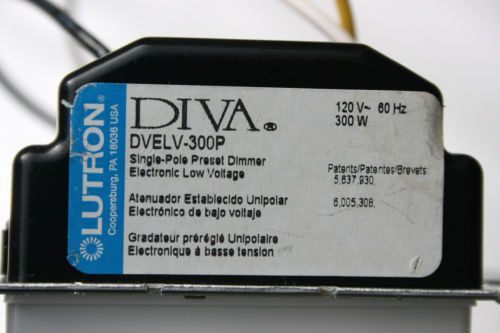 LUTRON®
Coopersburg, PA 18036 USA
DIVA®
DVELV-300P
Single-Pole Preset Dimmer
Electronic Low Voltage
Atenuador Establecido Unipolar
Electrónico de bajo voltaje
Gradateur préréglé Unipolaire
Electronique à basse tension
120 V~ 60 Hz
300 W
Patents/Patentes/Brevets:
5,637,930;
6,005,308;